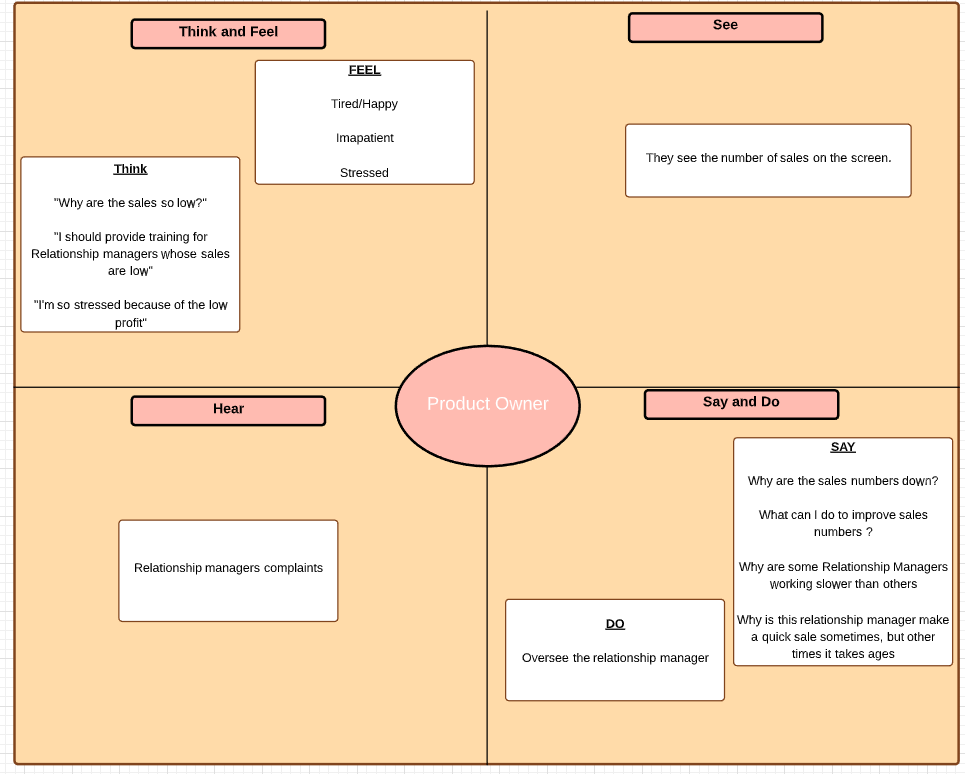 Think and Feel
FEEL
Tired/Happy
Imapatient
Stressed
Think
"Why are the sales so low?"
"I should provide training for
Relationship managers whose sales
are low"
"I'm so stressed because of the low
profit"
See
They see the number of sales on the screen.
Product Owner
Hear
Relationship managers complaints
Say and Do
SAY
Why are the sales numbers down?
What can I do to improve sales
numbers ?
Why are some Relationship Managers
working slower than others
Why is this relationship manager make
a quick sale sometimes, but other
times it takes ages
DO
Oversee the relationship manager